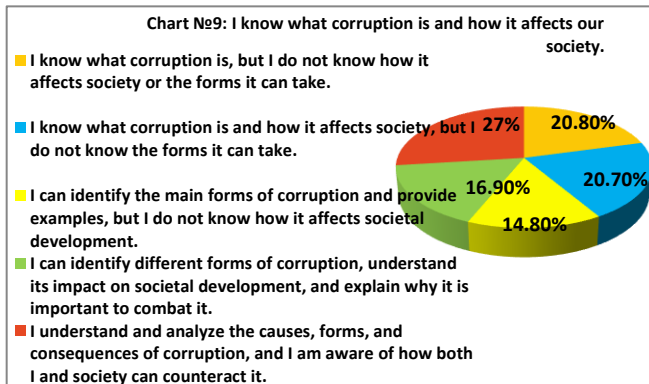 Chart №9: I know what corruption is and how it affects our
society.
I know what corruption is, but I do not know how it
affects society or the forms it can take.
I know what corruption is and how it affects society, but I
do not know the forms it can take.
I can identify the main forms of corruption and provide
examples, but I do not know how it affects societal
development.
I can identify different forms of corruption, understand
its impact on societal development, and explain why it is
important to combat it.
I understand and analyze the causes, forms, and
consequences of corruption, and I am aware of how both
I and society can counteract it.
27%
20.80%
16.90%
20.70%
14.80%